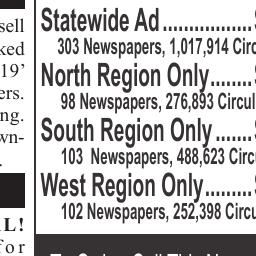 sell
ked
19’
ers.
ng.
wn-
.
L!
for
Statewide Ad.................
303 Newspapers, 1,017,914 Circ
North Region Only........
98 Newspapers, 276,893 Circul
South Region Only .......
103 Newspapers, 488,623 Circ
West Region Only.........
102 Newspapers, 252,398 Circu